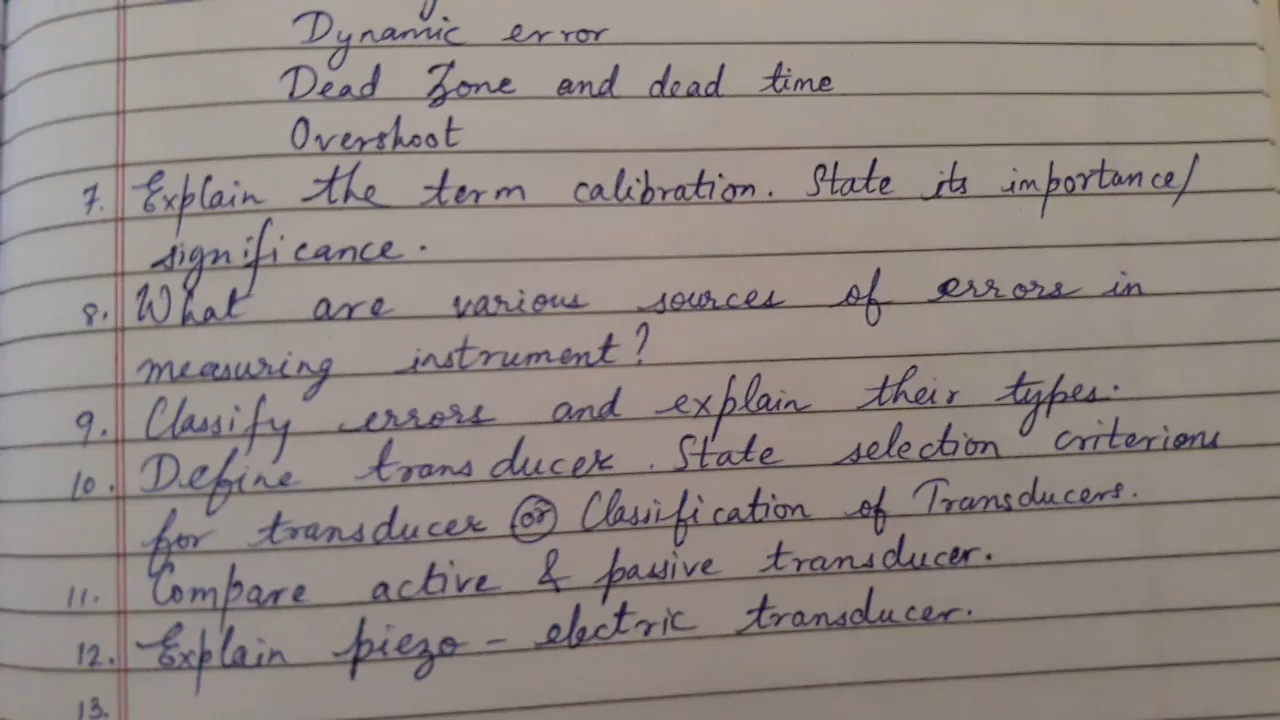 Dynamic error
Dead Zone and dead time
Overshoot
7. Explain the term calibration. State its importance/
significance.
8. What are various sources of errors in
measuring instrument?
9. Classify errors and explain their types.
10. Define transducer. State selection criterions
for transducer or Classification of Transducers.
11. Compare active & passive transducer.
12. Explain piezo - electric transducer.
13.